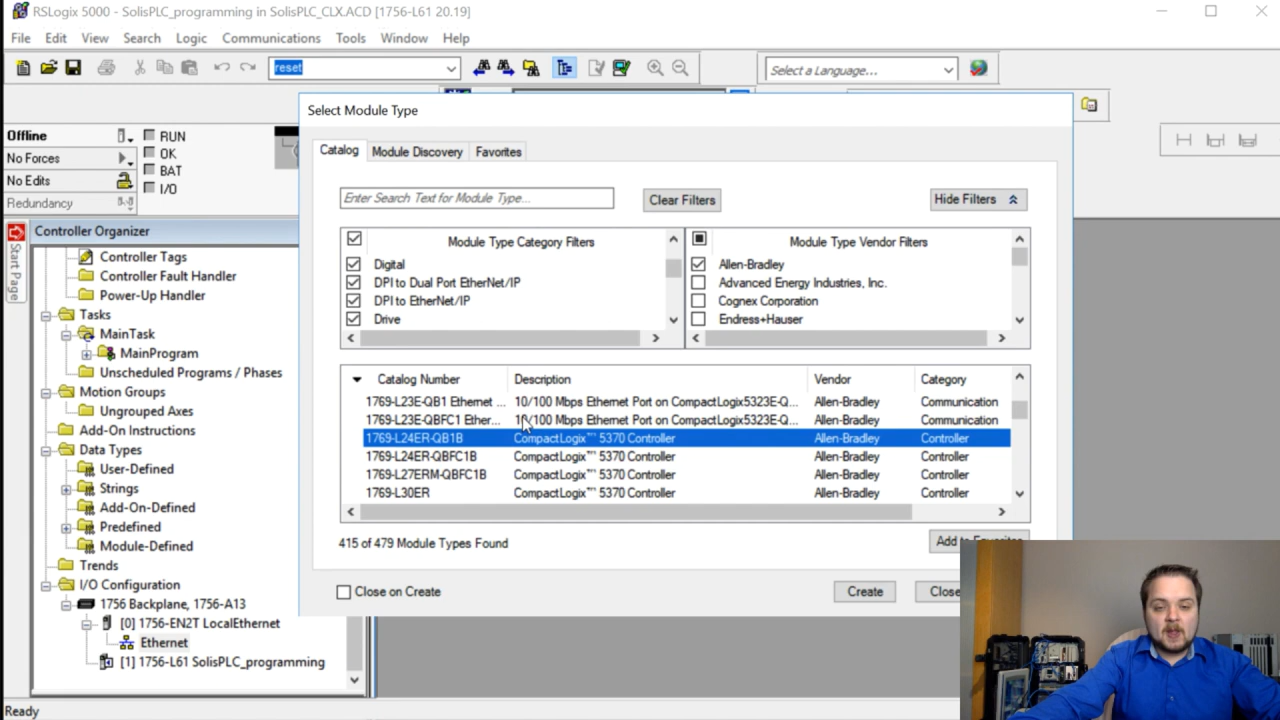 RSLogix 5000 - SolisPLC_programming in SolisPLC_CLX.ACD [1756-L61 20.19]
File Edit View Search Logic Communications Tools Window Help
reset
Select a Language...
Select Module Type
Offline
RUN
No Forces
OK
No Edits
BAT
Redundancy
I/O
Catalog Module Discovery Favorites
Enter Search Text for Module Type...
Clear Filters
Hide Filters
Start Page
Controller Organizer
Controller Tags
Controller Fault Handler
Power-Up Handler
Tasks
MainTask
MainProgram
Unscheduled Programs / Phases
Motion Groups
Ungrouped Axes
Add-On Instructions
Data Types
User-Defined
Strings
Add-On-Defined
Predefined
Module-Defined
Trends
I/O Configuration
1756 Backplane, 1756-A13
[0] 1756-EN2T LocalEthernet
Ethernet
[1] 1756-L61 SolisPLC_programming
Module Type Category Filters
Digital
DPI to Dual Port EtherNet/IP
DPI to EtherNet/IP
Drive
Module Type Vendor Filters
Allen-Bradley
Advanced Energy Industries, Inc.
Cognex Corporation
Endress+Hauser
Catalog Number Description Vendor Category
1769-L23E-QB1 Ethernet ... 10/100 Mbps Ethernet Port on CompactLogix5323E-Q... Allen-Bradley Communication
1769-L23E-QBFC1 Ether... 10/100 Mbps Ethernet Port on CompactLogix5323E-Q... Allen-Bradley Communication
1769-L24ER-QB1B CompactLogix™ 5370 Controller Allen-Bradley Controller
1769-L24ER-QBFC1B CompactLogix™ 5370 Controller Allen-Bradley Controller
1769-L27ERM-QBFC1B CompactLogix™ 5370 Controller Allen-Bradley Controller
1769-L30ER CompactLogix™ 5370 Controller Allen-Bradley Controller
415 of 479 Module Types Found
Add to Favorites
Close on Create
Create
Close
Ready